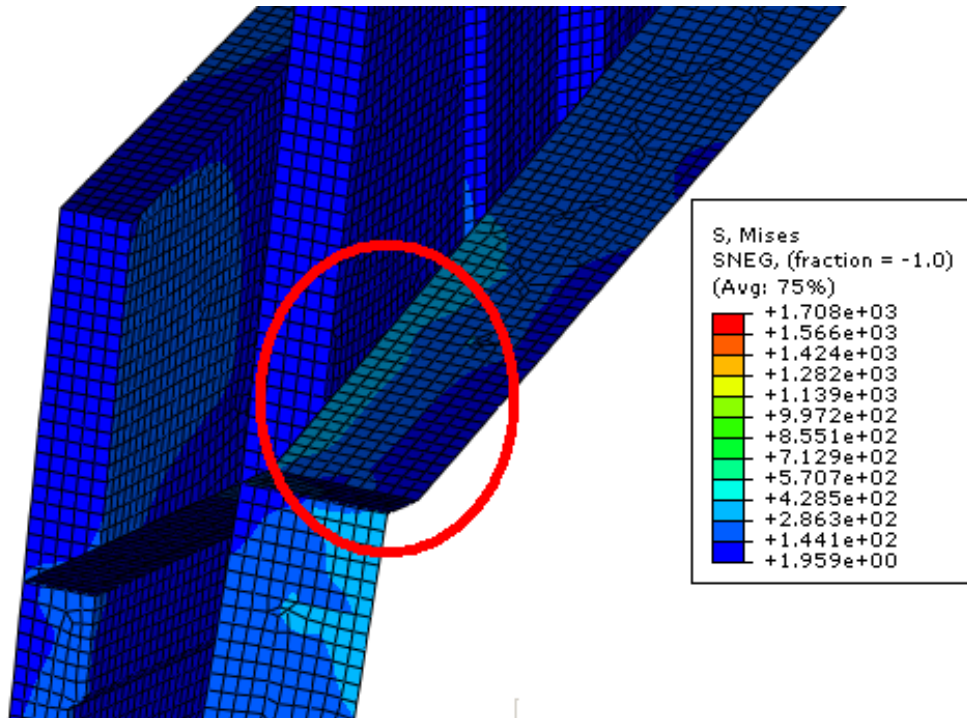 S, Mises
SNEG, (fraction = -1.0)
(Avg: 75%)
+1.708e+03
+1.566e+03
+1.424e+03
+1.282e+03
+1.139e+03
+9.972e+02
+8.551e+02
+7.129e+02
+5.707e+02
+4.285e+02
+2.863e+02
+1.441e+02
+1.959e+00